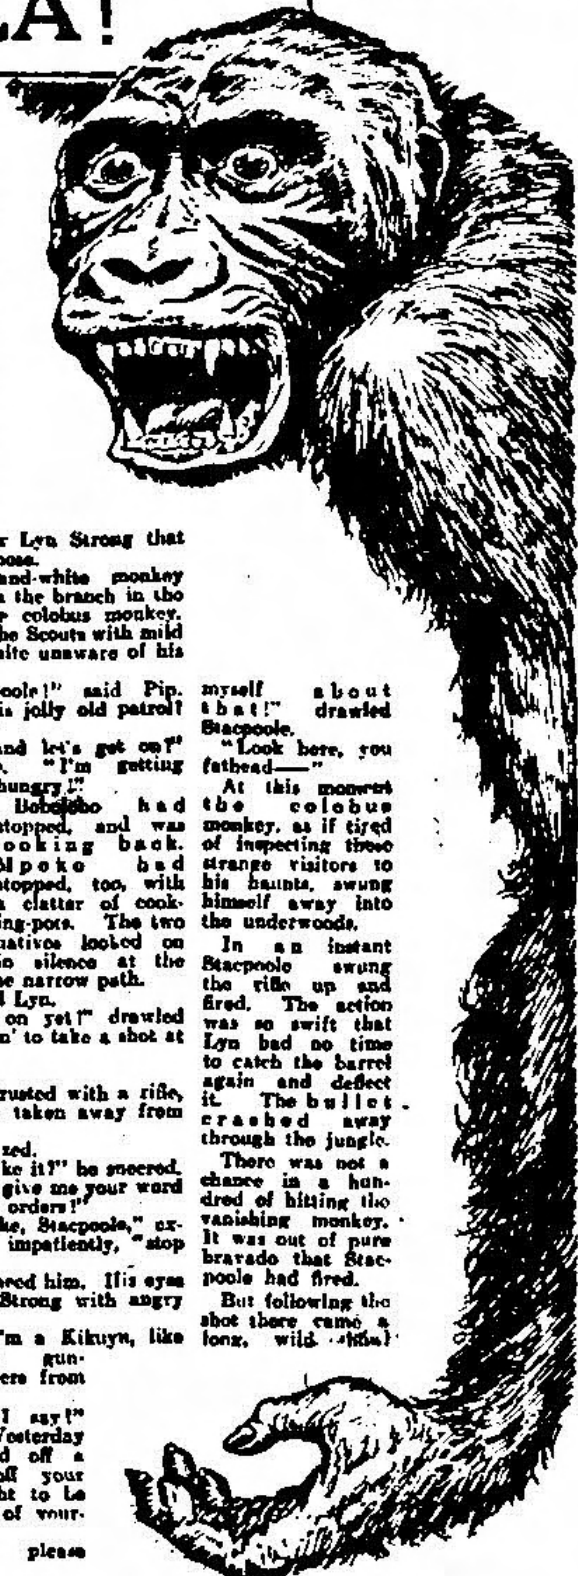 LA!
r Lyn Strong that
pose.
and-white monkey
n the branch in the
r colobus monkey.
he Scouts with mild
uite unaware of his
oole!" said Pip.
is jolly old patrol?
and let's get on?"
o. "I'm getting
hungry!"
Bobolobo had
stopped, and was
looking back.
Mpoko had
stopped, too, with
a clatter of cook-
ing-pots. The two
natives looked on
in silence at the
he narrow path.
d Lyn.
on yet!" drawled
n' to take a shot at
rusted with a rifle,
taken away from
zed.
ke it?" he sneered.
give me your word
orders!"
ke, Stacpoole," ex-
impatiently, "stop
aced him. His eyes
Strong with angry
'm a Kikuyu, like
gun-
ere from
I say!"
Yesterday
d off a
off your
ht to be
of your-
please
myself about
that!" drawled
Stacpoole.
"Look here, you
fathead——"
At this moment
the colobus
monkey, as if tired
of inspecting these
strange visitors to
his haunts, swung
himself away into
the underwoods.
In an instant
Stacpoole swung
the rifle up and
fired. The action
was so swift that
Lyn had no time
to catch the barrel
again and deflect
it. The bullet
crashed away
through the jungle.
There was not a
chance in a hun-
dred of hitting the
vanishing monkey.
It was out of pure
bravado that Stac-
poole had fired.
But following the
shot there came a
long, wild